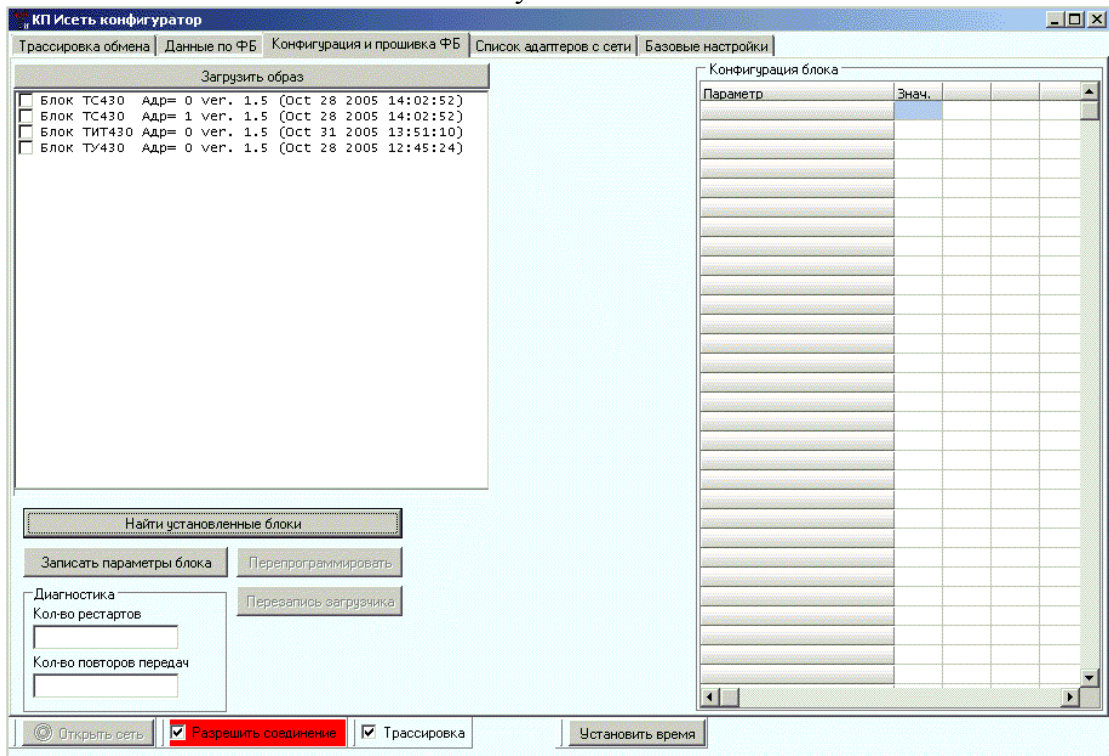 КП Исеть конфигуратор
Трассировка обмена Данные по ФБ Конфигурация и прошивка ФБ Список адаптеров с сети Базовые настройки
Загрузить образ
Блок ТС430 Адр= 0 ver. 1.5 (Oct 28 2005 14:02:52)
Блок ТС430 Адр= 1 ver. 1.5 (Oct 28 2005 14:02:52)
Блок ТИТ430 Адр= 0 ver. 1.5 (Oct 31 2005 13:51:10)
Блок ТУ430 Адр= 0 ver. 1.5 (Oct 28 2005 12:45:24)
Найти установленные блоки
Записать параметры блока Перепрограммировать
Перезапись загрузчика
Диагностика
Кол-во рестартов
Кол-во повторов передач
Конфигурация блока
Параметр Знач.
Открыть сеть Разрешить соединение Трассировка Установить время